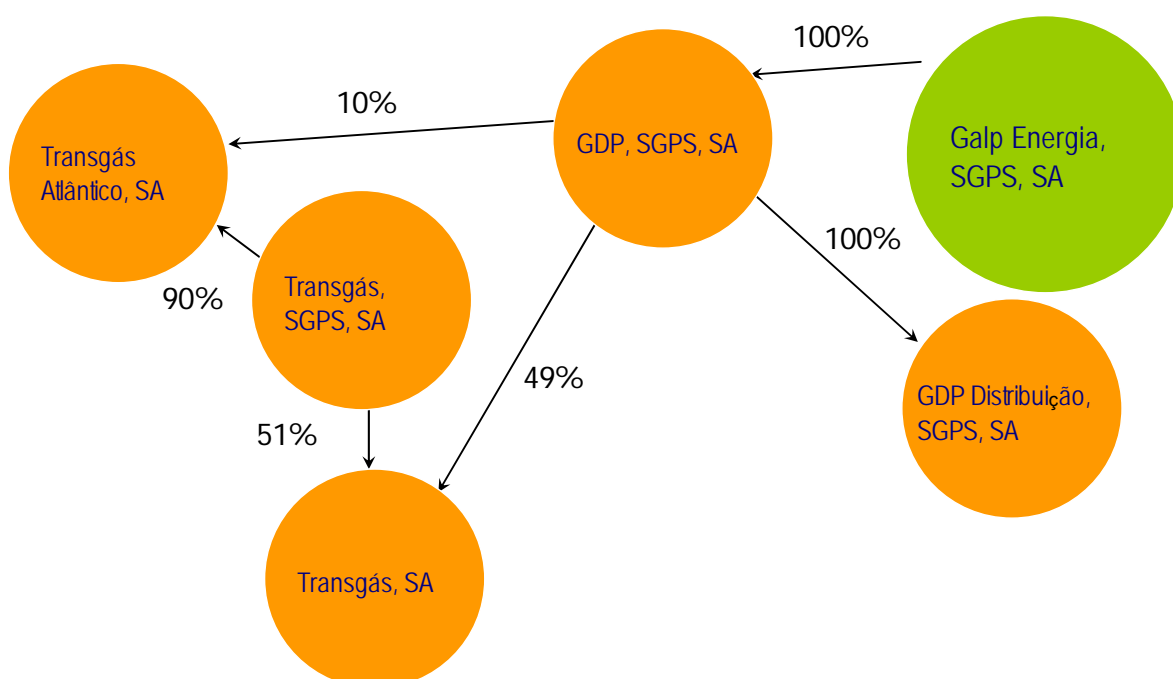 100%
10%
Galp Energia,
SGPS, SA
GDP, SGPS, SA
Transgás
Atlântico, SA
100%
Transgás,
SGPS, SA
90%
49%
GDP Distribuição,
SGPS, SA
51%
Transgás, SA